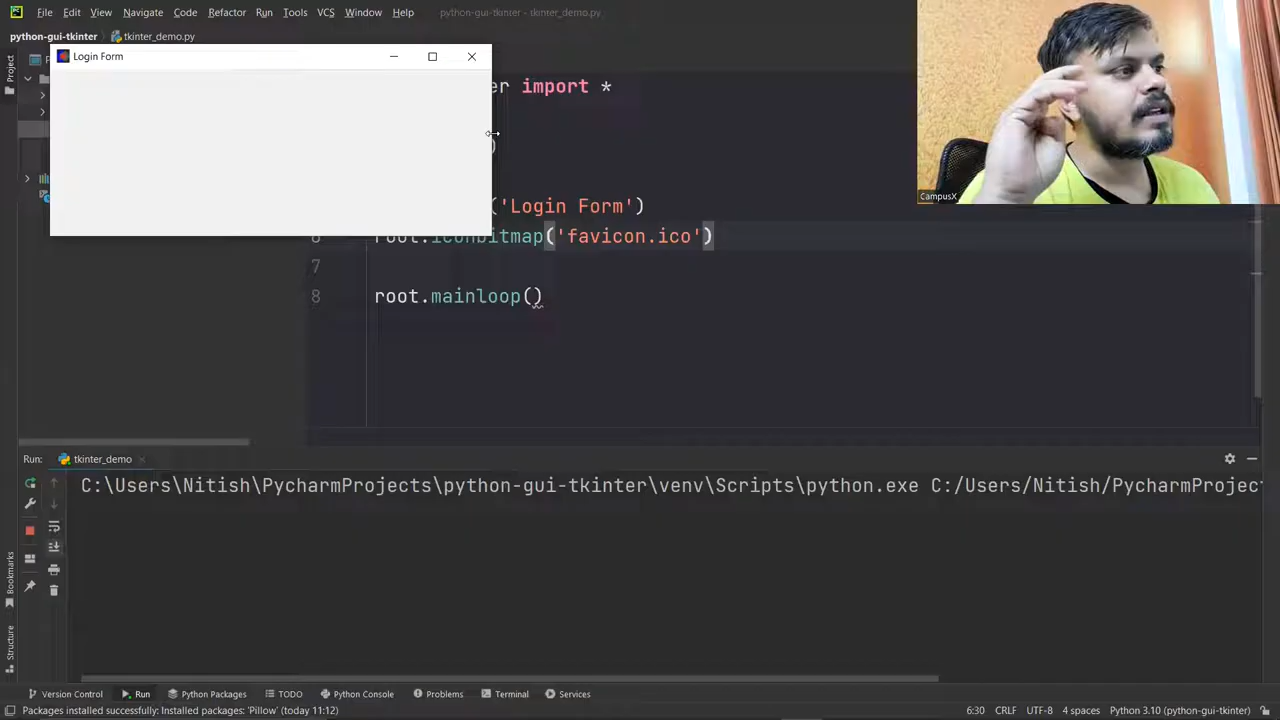 File Edit View Navigate Code Refactor Run Tools VCS Window Help python-gui-tkinter - tkinter_demo.py
python-gui-tkinter tkinter_demo.py
Project
Login Form
er import *
)
('Login Form')
6 root.iconbitmap('favicon.ico')
7
8 root.mainloop()
CampusX
Run: tkinter_demo
C:\Users\Nitish\PycharmProjects\python-gui-tkinter\venv\Scripts\python.exe C:/Users/Nitish/PycharmProjec
Bookmarks
Structure
Version Control Run Python Packages TODO Python Console Problems Terminal Services
Packages installed successfully: Installed packages: 'Pillow' (today 11:12) 6:30 CRLF UTF-8 4 spaces Python 3.10 (python-gui-tkinter)